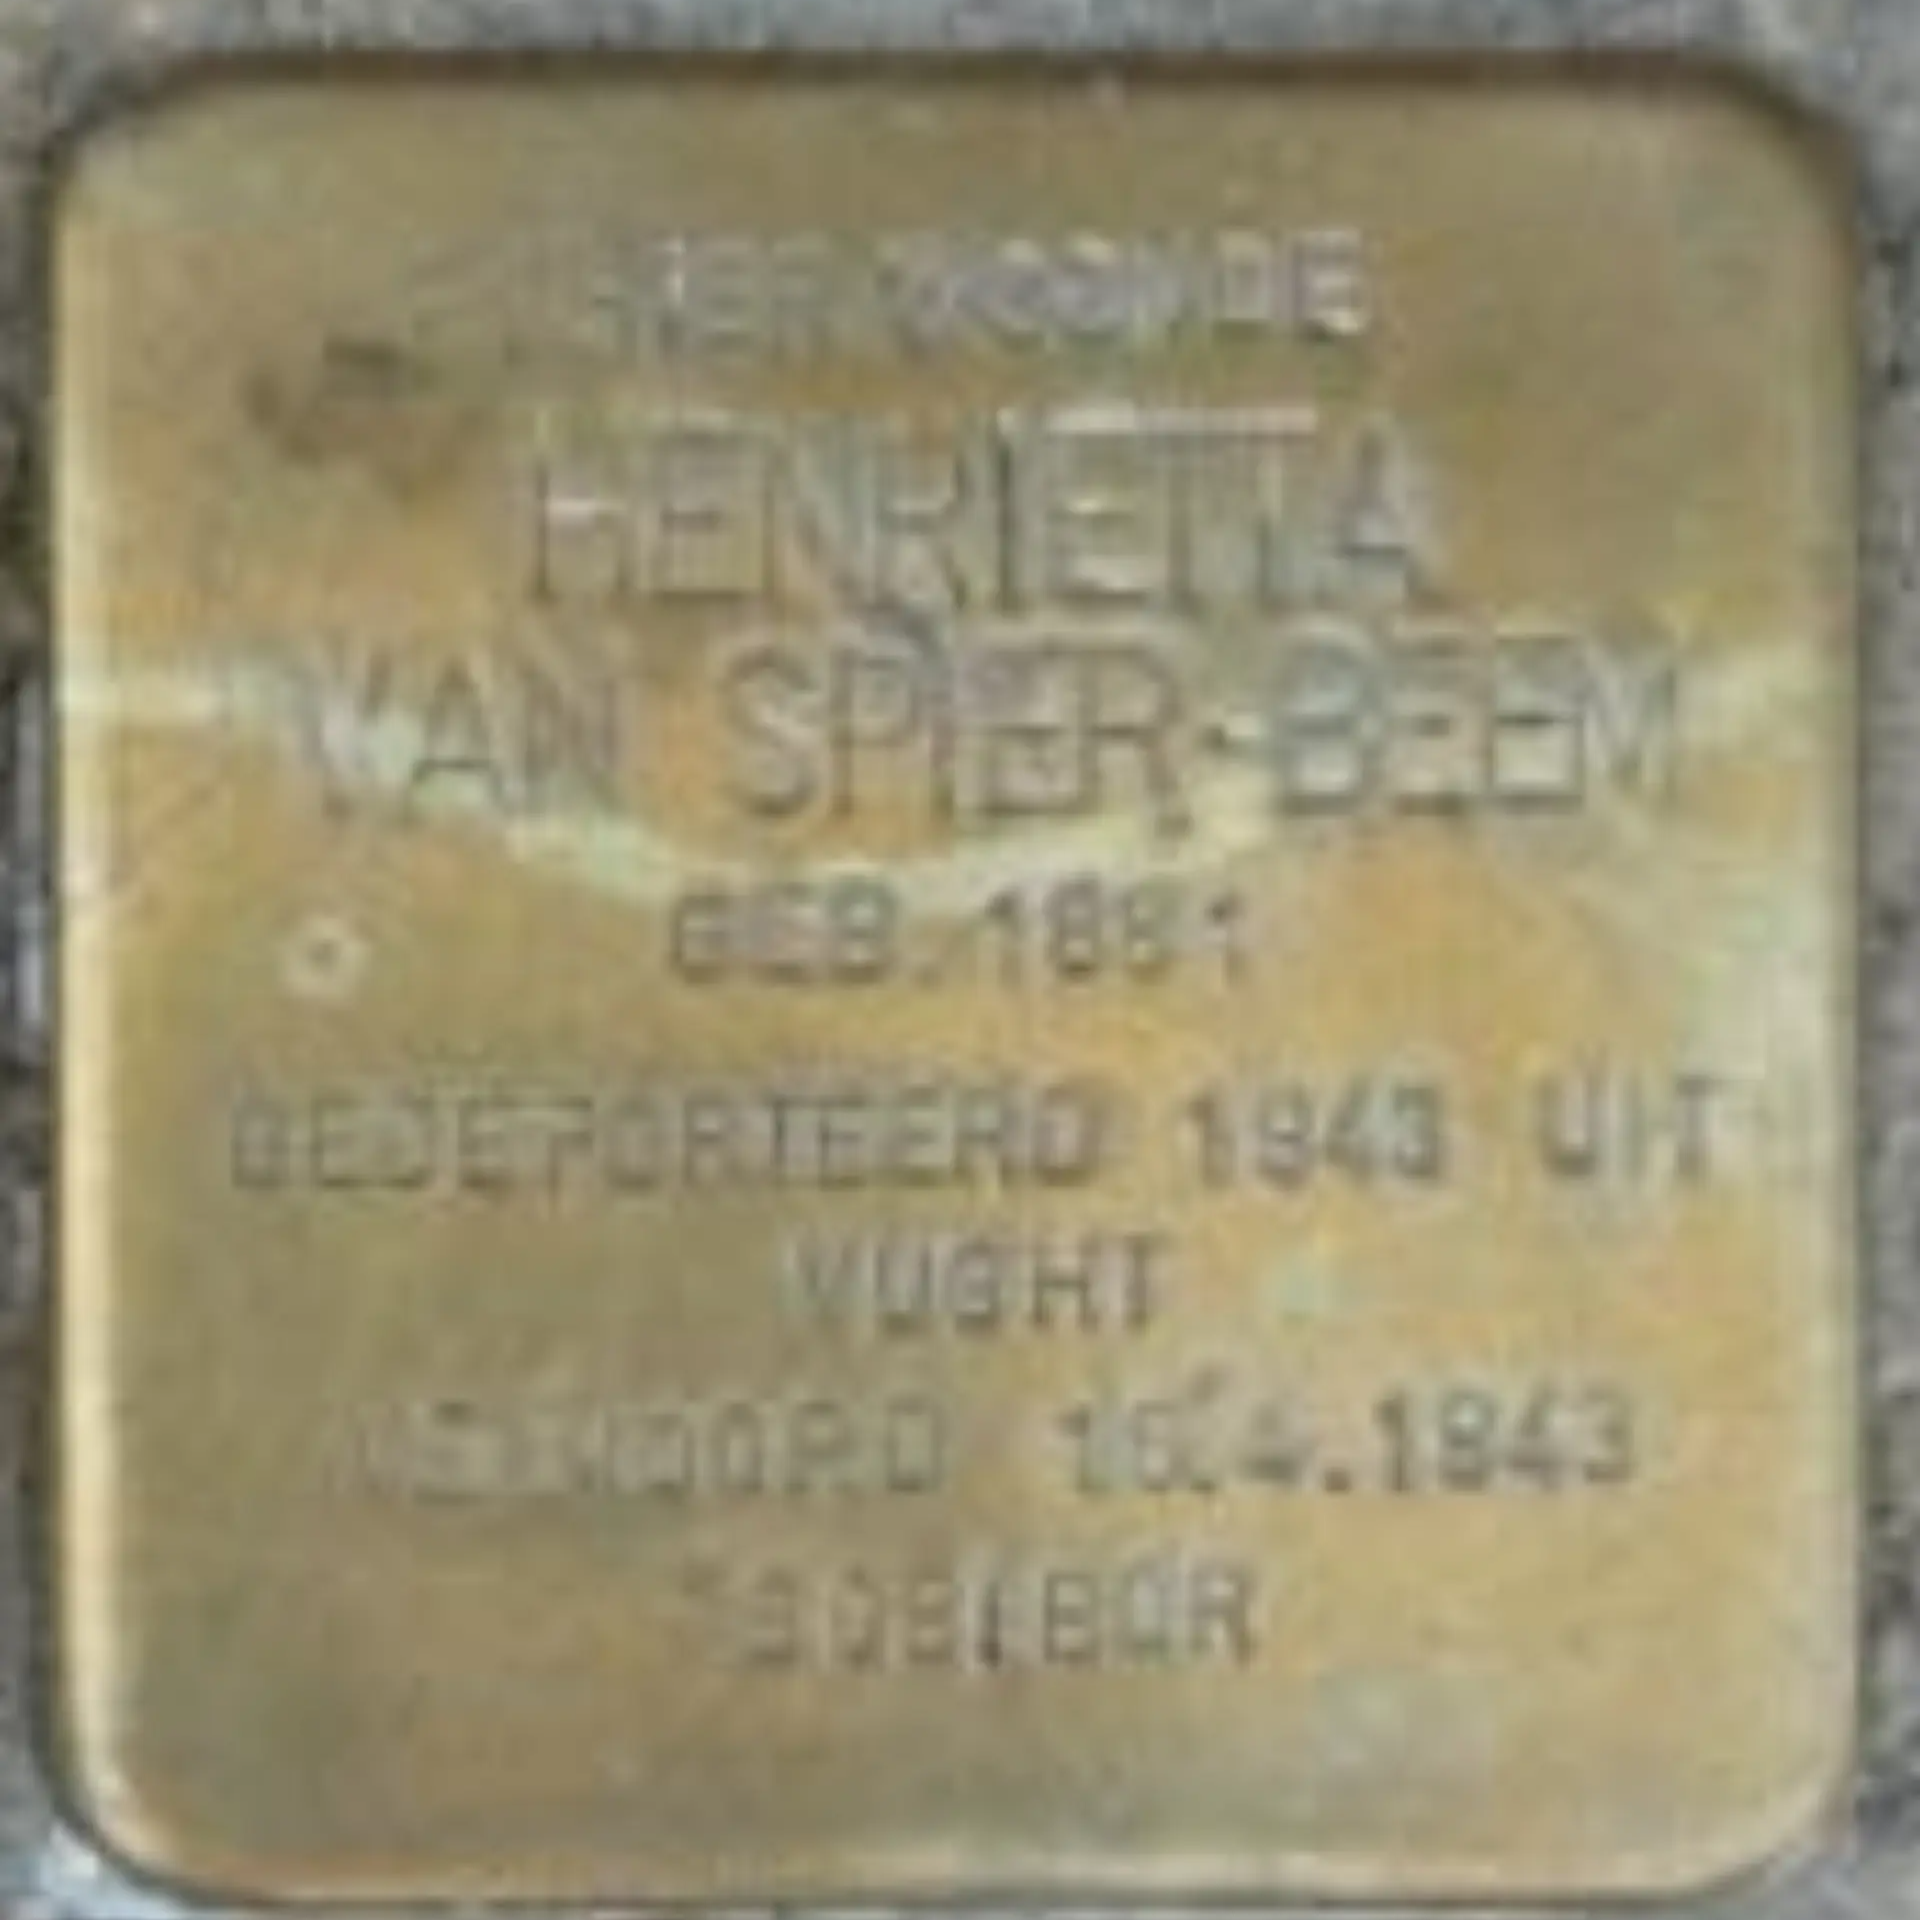 HIER WOONDE
HENRIETTA
VAN SPIER-BEEM
GEB. 1881
GEDEPORTEERD 1943 UIT
VUGHT
VERMOORD 16.4.1943
SOBIBOR